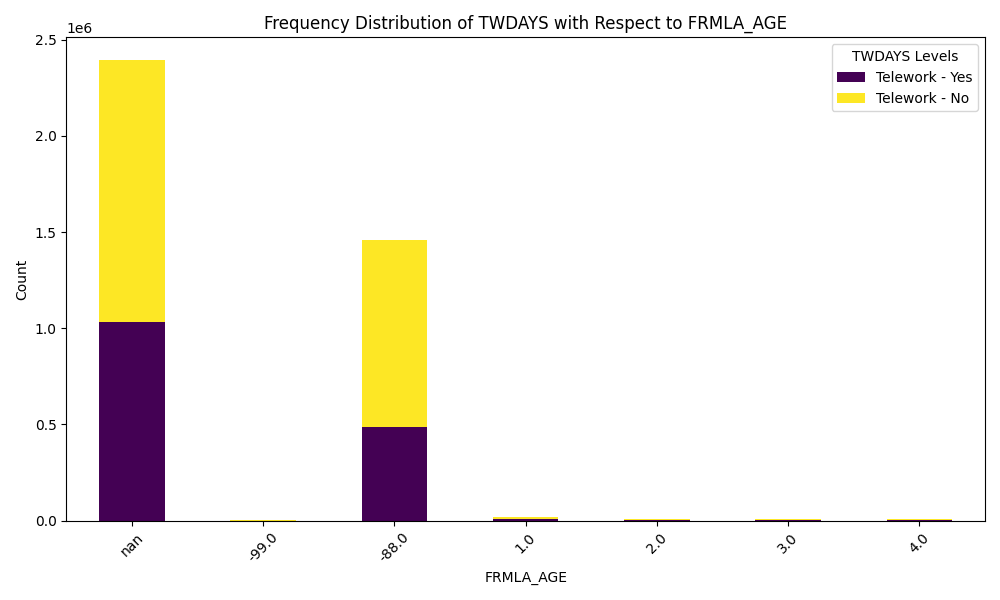 Frequency Distribution of TWDAYS with Respect to FRMLA_AGE
1e6
2.5
2.0
1.5
1.0
0.5
0.0
Count
TWDAYS Levels
Telework - Yes
Telework - No
nan
-99.0
-88.0
1.0
2.0
3.0
4.0
FRMLA_AGE